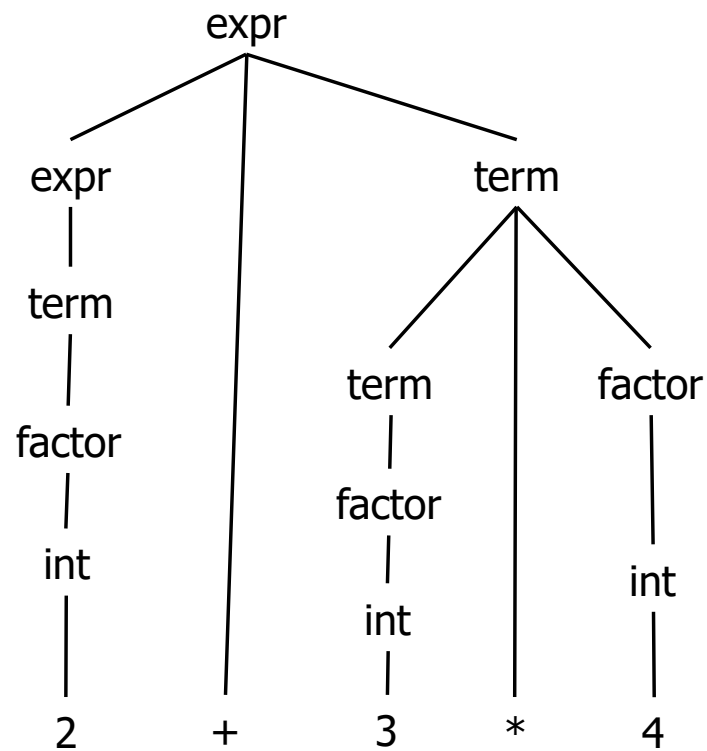 expr
expr term
term
term factor
factor
factor
int
int
int
2 + 3 * 4